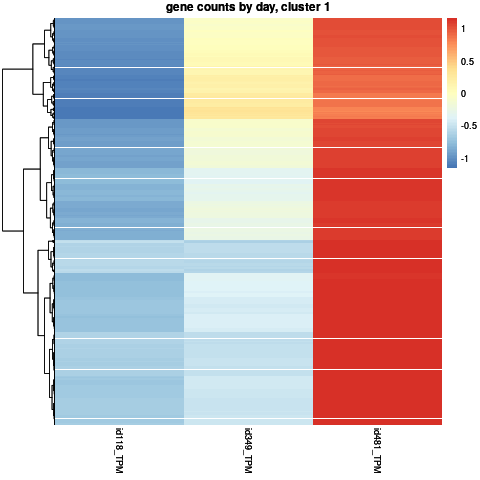 gene counts by day, cluster 1
1
0.5
0
-0.5
-1
id118_TPM
id349_TPM
id481_TPM